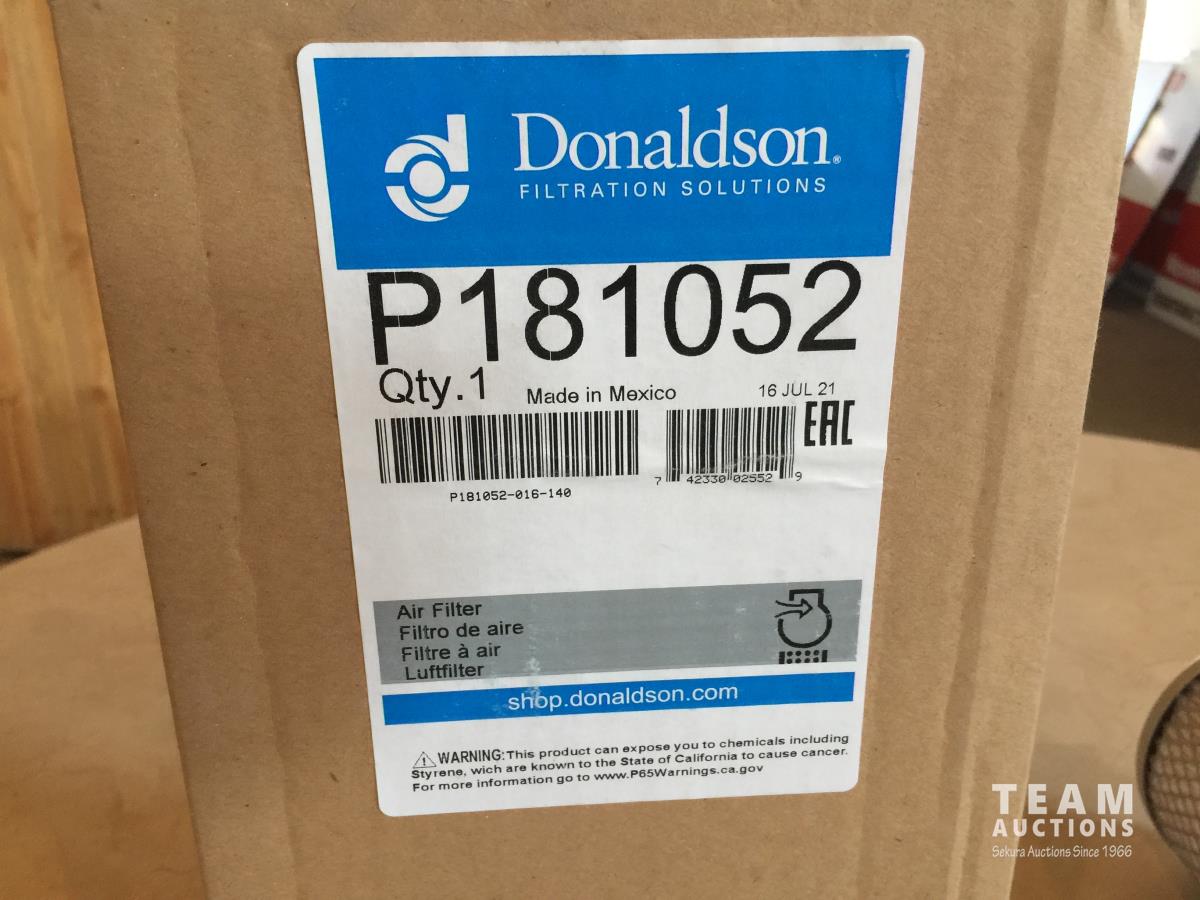 Donaldson®
FILTRATION SOLUTIONS
P181052
Qty.1 Made in Mexico 16 JUL 21
EAC
P181052-016-140
7 42330 02552 9
Air Filter
Filtro de aire
Filtre à air
Luftfilter
shop.donaldson.com
WARNING: This product can expose you to chemicals including
Styrene, wich are known to the State of California to cause cancer.
For more information go to www.P65Warnings.ca.gov
TEAM
AUCTIONS
Sekura Auctions Since 1966